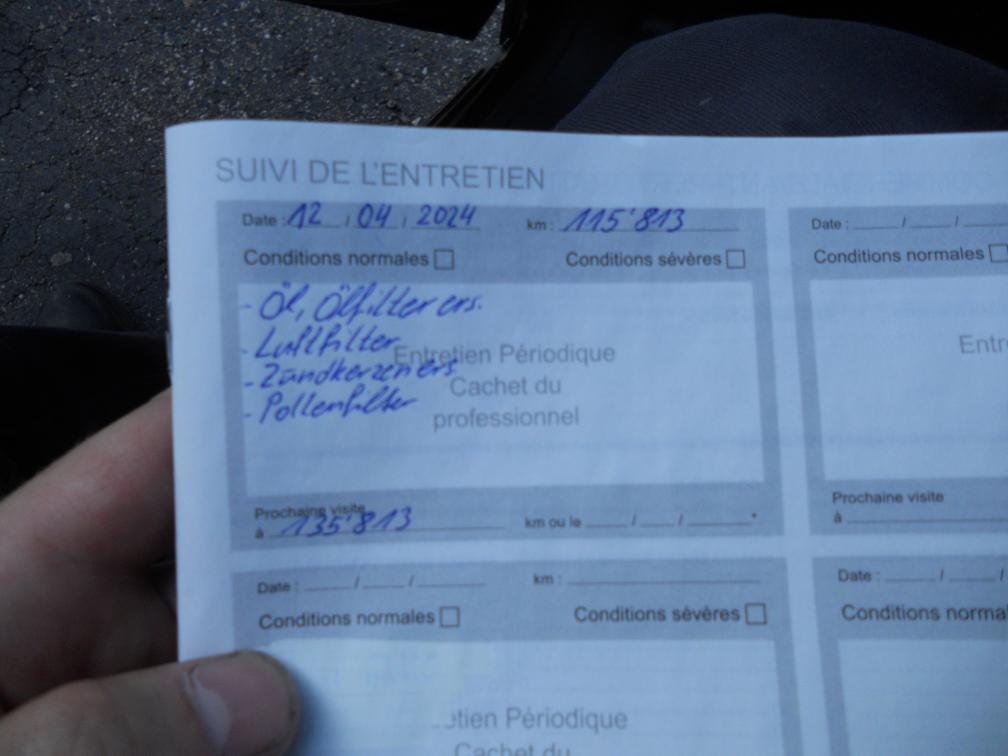 SUIVI DE L'ENTRETIEN
Date : 12 / 04 / 2024 km : 115'813
Conditions normales Conditions sévères
- Öl, Ölfilter ers.
- Luftfilter
- Zündkerzen ers.
- Pollenfilter
Entretien Périodique
Cachet du
professionnel
Prochaine visite
à 135'813 km ou le / / *
Date : / / km :
Conditions normales Conditions sévères
tien Périodique
Cachet du
Date : / /
Conditions normales
Entr
Prochaine visite
à
Date : / /
Conditions norma